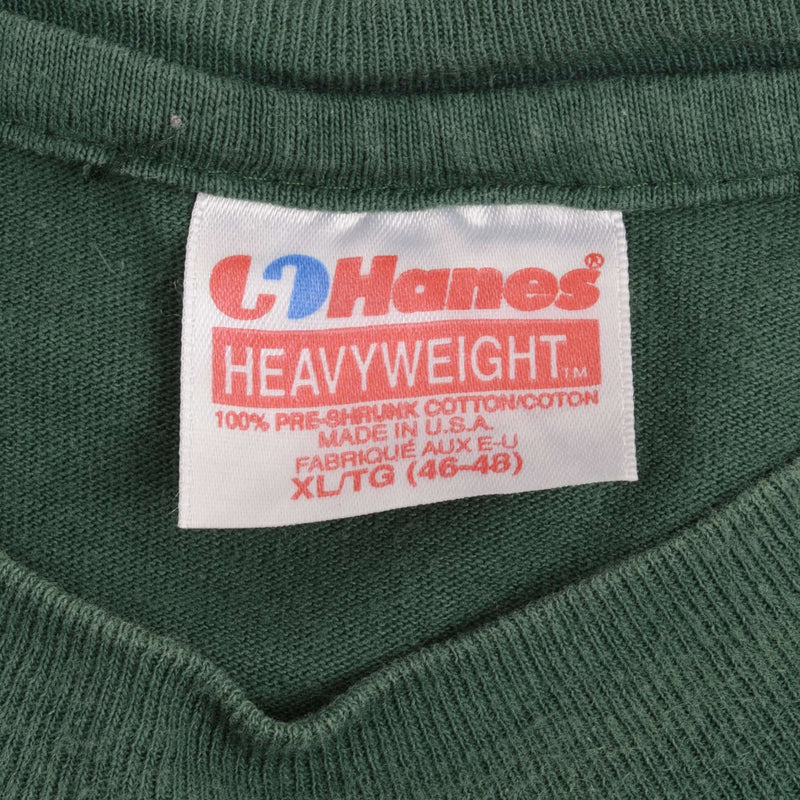 Hanes®
HEAVYWEIGHT™
100% PRE-SHRUNK COTTON/COTON
MADE IN U.S.A.
FABRIQUÉ AUX E-U
XL/TG (46-48)